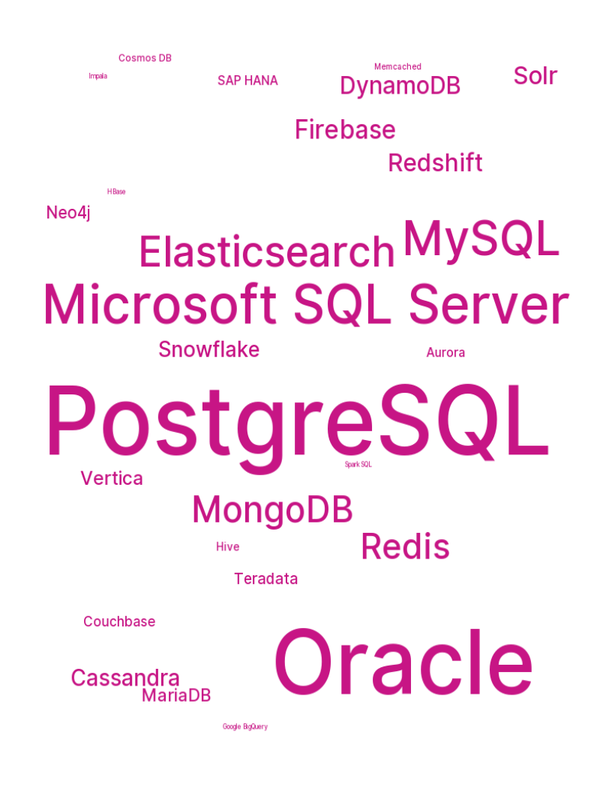 Cosmos DB
Memcached
Impala
SAP HANA
DynamoDB
Solr
Firebase
Redshift
HBase
Neo4j
Elasticsearch
MySQL
Microsoft SQL Server
Snowflake
Aurora
PostgreSQL
Spark SQL
Vertica
MongoDB
Redis
Hive
Teradata
Couchbase
Oracle
Cassandra
MariaDB
Google BigQuery